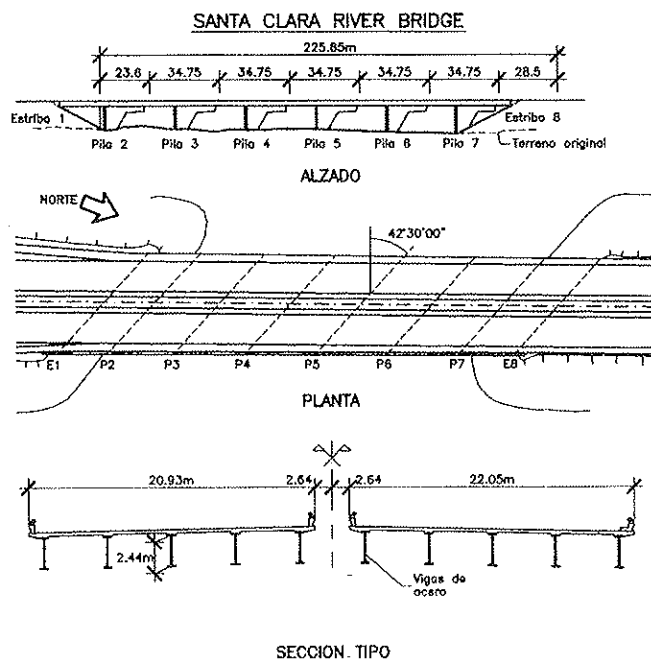 SANTA CLARA RIVER BRIDGE
225.85m
23.6 34.75 34.75 34.75 34.75 34.75 28.5
Estribo 1 Estribo 8
Pila 2 Pila 3 Pila 4 Pila 5 Pila 6 Pila 7 Terreno original
ALZADO
NORTE
42°30'00"
E1 P2 P3 P4 P5 P6 P7 E8
PLANTA
20.93m 2.64 2.64 22.05m
2.44m
Vigas de
acero
SECCION. TIPO